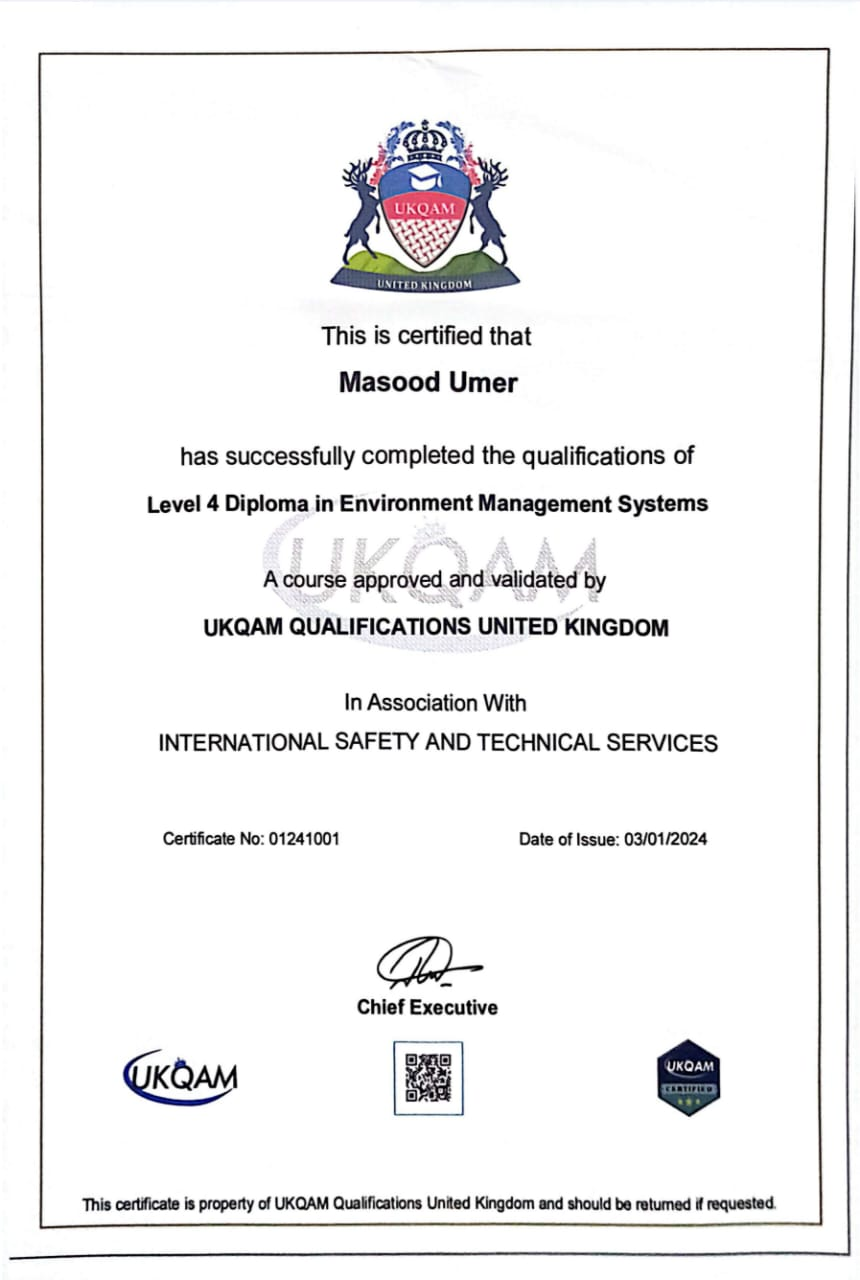 UKQAM
UNITED KINGDOM
This is certified that
Masood Umer
has successfully completed the qualifications of
Level 4 Diploma in Environment Management Systems
UKQAM
A course approved and validated by
UKQAM QUALIFICATIONS UNITED KINGDOM
In Association With
INTERNATIONAL SAFETY AND TECHNICAL SERVICES
Certificate No: 01241001 Date of Issue: 03/01/2024
Chief Executive
UKQAM
UKQAM
CERTIFIED
This certificate is property of UKQAM Qualifications United Kingdom and should be returned if requested.